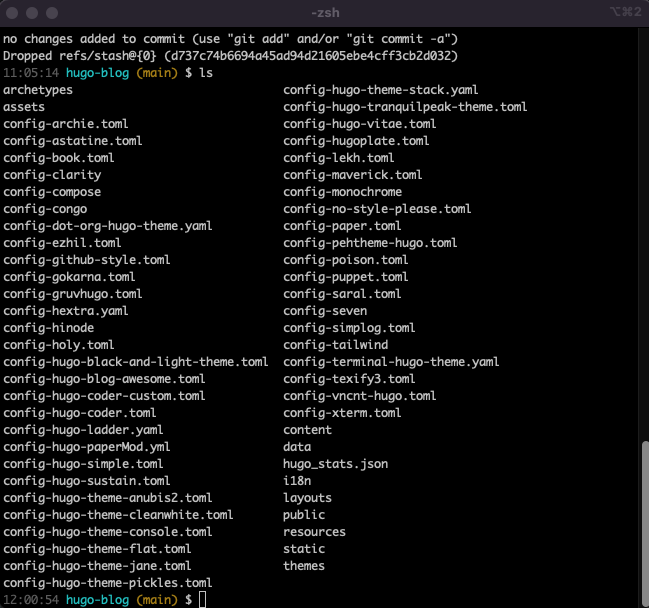 -zsh
⌥⌘2
no changes added to commit (use "git add" and/or "git commit -a")
Dropped refs/stash@{0} (d737c74b6694a45ad94d21605ebe4cff3cb2d032)
11:05:14 hugo-blog (main) $ ls
archetypes config-hugo-theme-stack.yaml
assets config-hugo-tranquilpeak-theme.toml
config-archie.toml config-hugo-vitae.toml
config-astatine.toml config-hugoplate.toml
config-book.toml config-lekh.toml
config-clarity config-maverick.toml
config-compose config-monochrome
config-congo config-no-style-please.toml
config-dot-org-hugo-theme.yaml config-paper.toml
config-ezhil.toml config-pehtheme-hugo.toml
config-github-style.toml config-poison.toml
config-gokarna.toml config-puppet.toml
config-gruvhugo.toml config-saral.toml
config-hextra.yaml config-seven
config-hinode config-simplog.toml
config-holy.toml config-tailwind
config-hugo-black-and-light-theme.toml config-terminal-hugo-theme.yaml
config-hugo-blog-awesome.toml config-texify3.toml
config-hugo-coder-custom.toml config-vncnt-hugo.toml
config-hugo-coder.toml config-xterm.toml
config-hugo-ladder.yaml content
config-hugo-paperMod.yml data
config-hugo-simple.toml hugo_stats.json
config-hugo-sustain.toml i18n
config-hugo-theme-anubis2.toml layouts
config-hugo-theme-cleanwhite.toml public
config-hugo-theme-console.toml resources
config-hugo-theme-flat.toml static
config-hugo-theme-jane.toml themes
config-hugo-theme-pickles.toml
12:00:54 hugo-blog (main) $